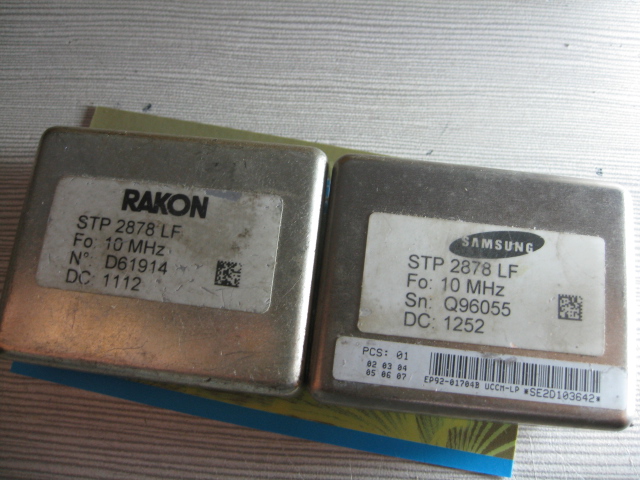 RAKON
STP 2878 LF
Fo: 10 MHz
N°: D61914
DC: 1112
SAMSUNG
STP 2878 LF
Fo: 10 MHz
Sn: Q96055
DC: 1252
PCS: 01
02 03 04
05 06 07
EP92-01704B UCCM-LP *SE2D103642*